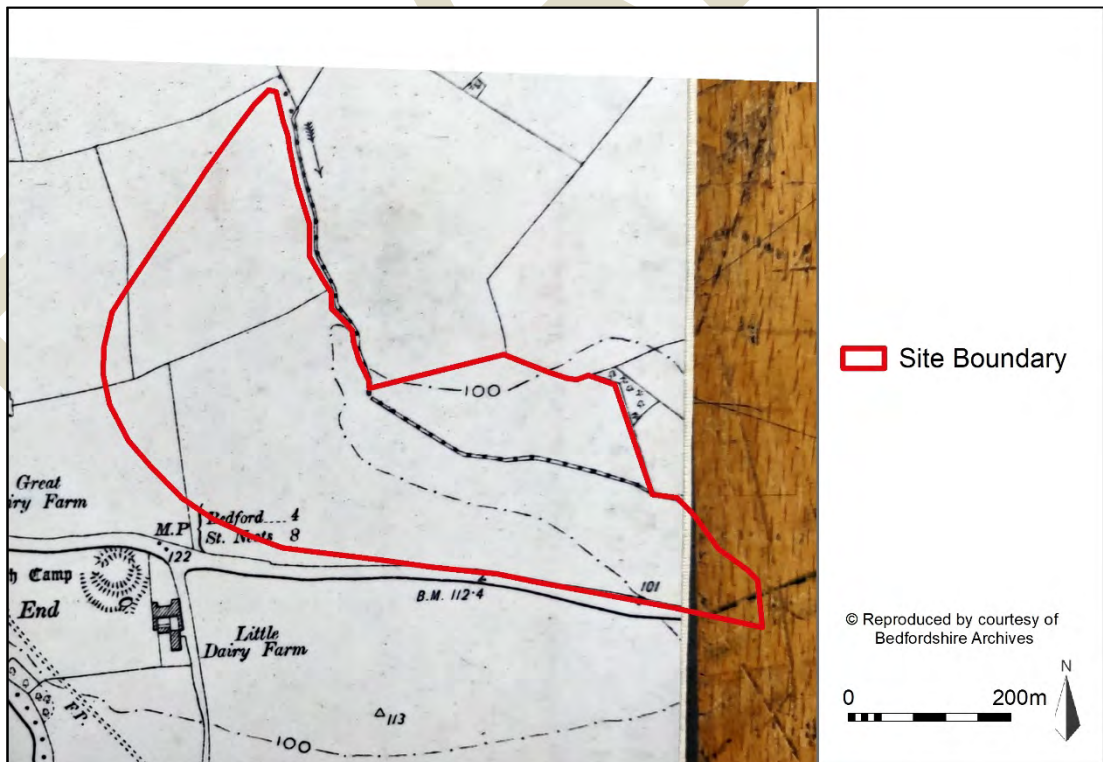 100
Great
iry Farm
M.P
Bedford.... 4
St. Neots 8
122
h Camp
End
B.M. 112·4
101
Little
Dairy Farm
F.P.
113
100
Site Boundary
© Reproduced by courtesy of
Bedfordshire Archives
N
0 200m